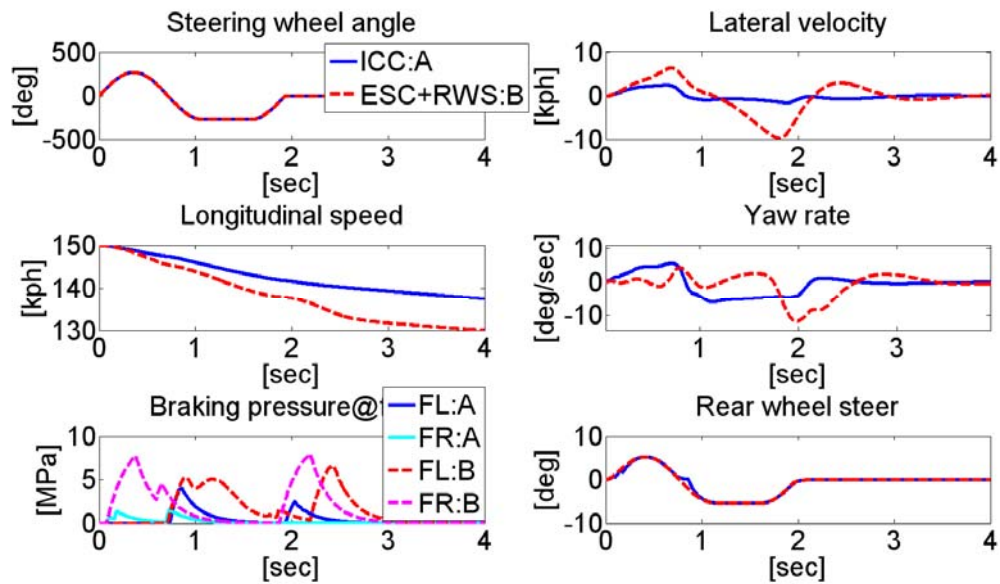 Steering wheel angle
500
0
-500
[deg]
ICC:A
ESC+RWS:B
0 1 2 3 4
[sec]
Lateral velocity
10
0
-10
[kph]
0 1 2 3 4
[sec]
Longitudinal speed
150
140
130
[kph]
0 1 2 3 4
[sec]
Yaw rate
10
0
-10
[deg/sec]
0 1 2 3
[sec]
Braking pressure@
10
5
0
[MPa]
FL:A
FR:A
FL:B
FR:B
0 1 2 3 4
[sec]
Rear wheel steer
10
0
-10
[deg]
0 1 2 3 4
[sec]